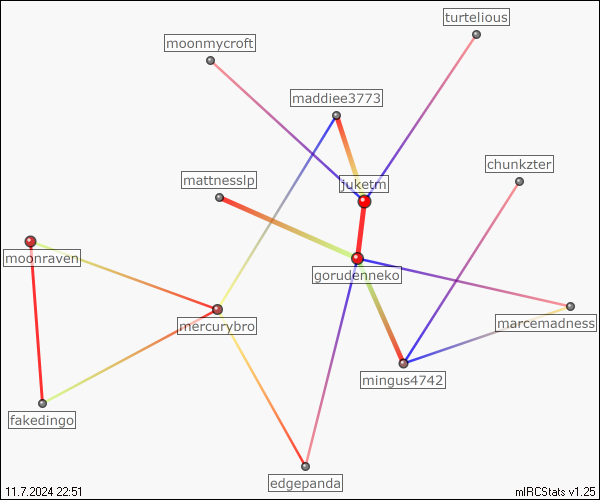 turtelious
moonmycroft
maddiee3773
chunkzter
mattnesslp
juketm
moonraven
gorudenneko
mercurybro
marcemadness
mingus4742
fakedingo
edgepanda
11.7.2024 22:51
mIRCStats v1.25